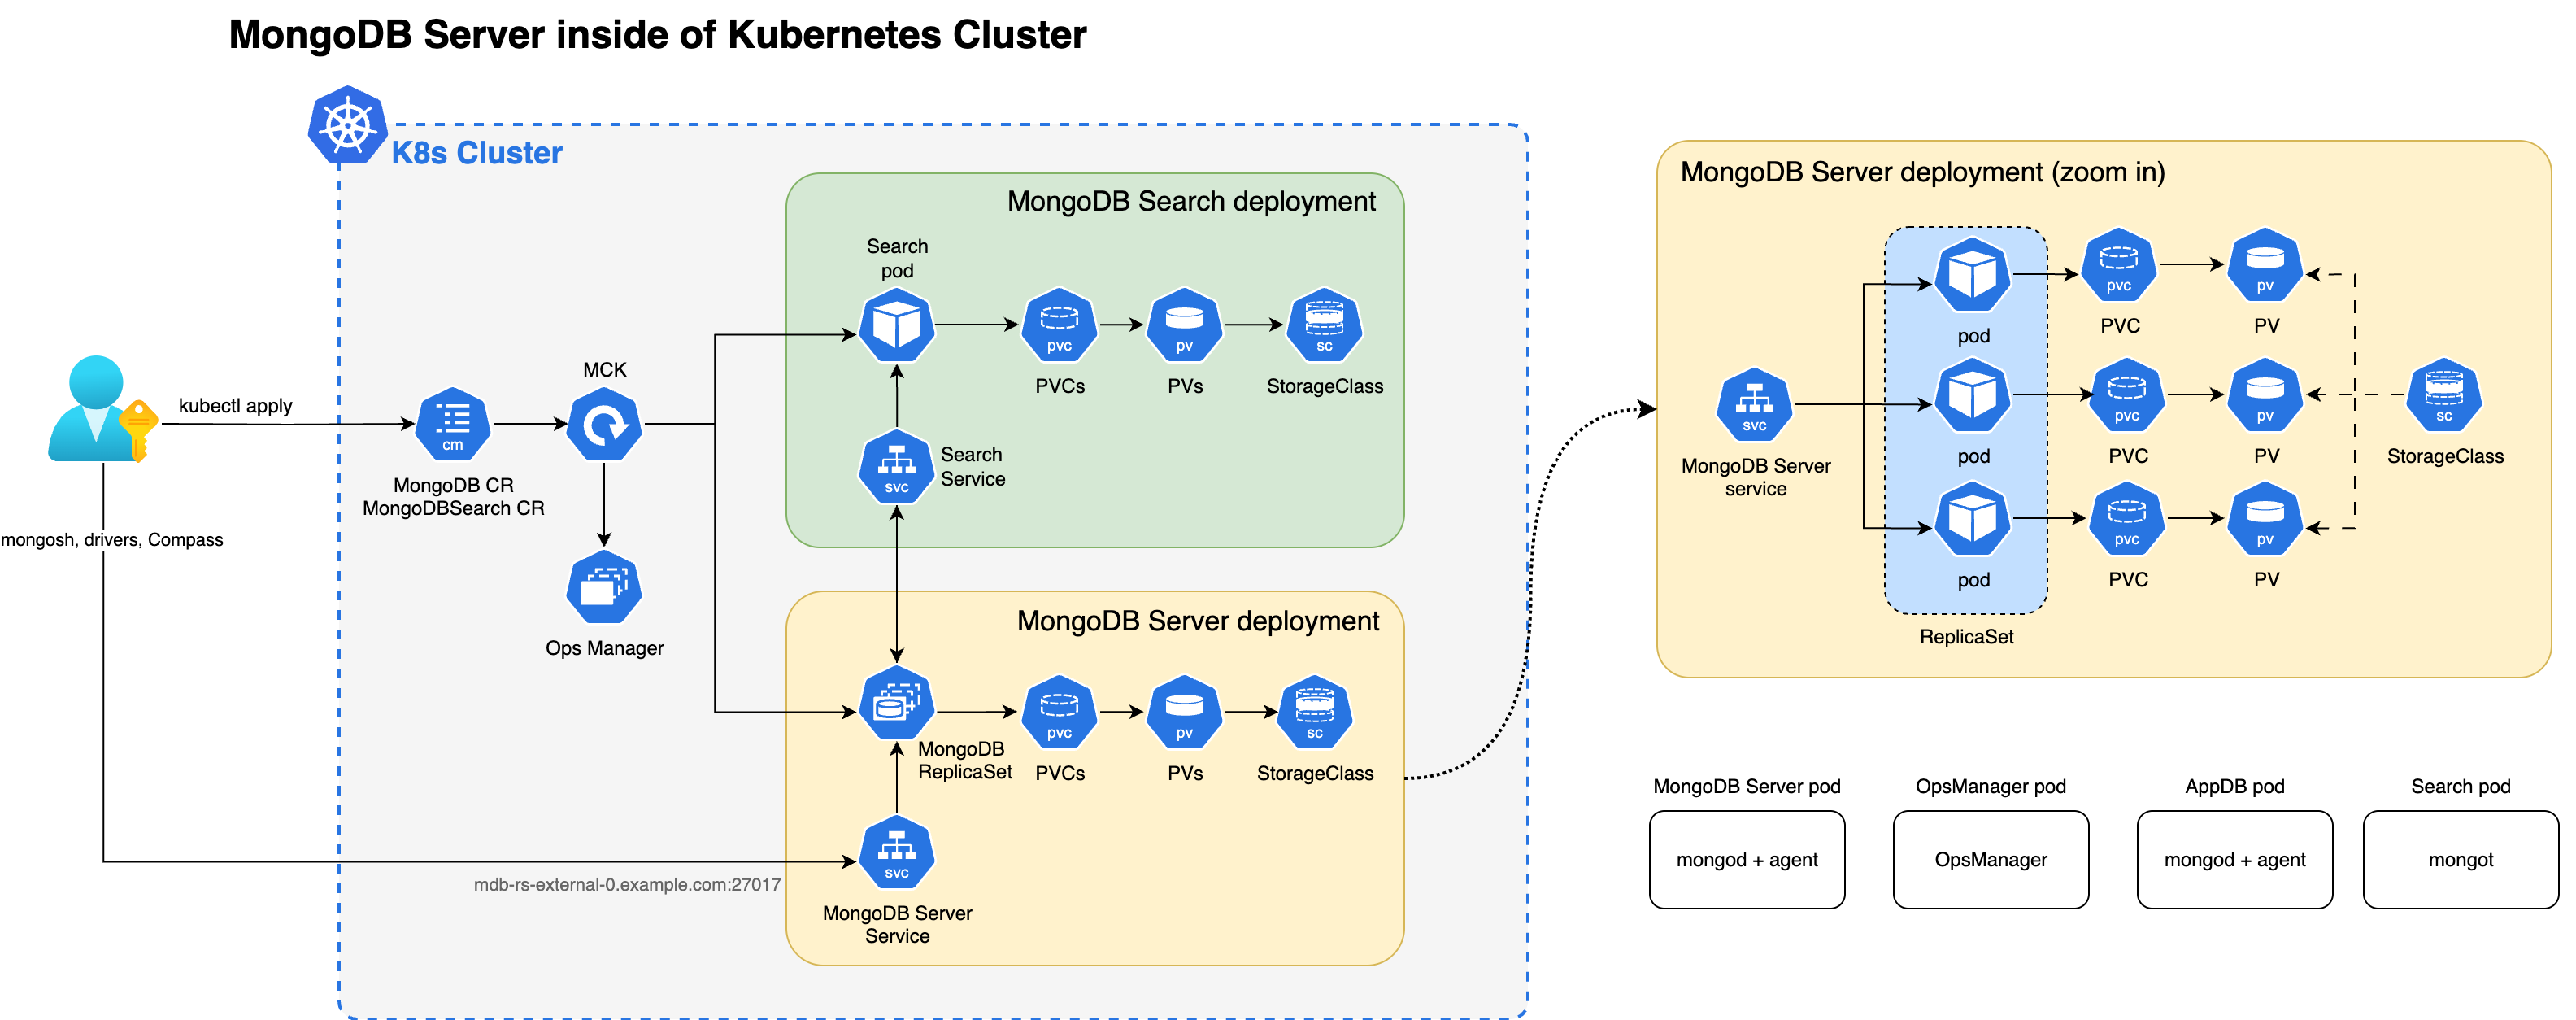 MongoDB Server inside of Kubernetes Cluster
K8s Cluster
kubectl apply
mongosh, drivers, Compass
cm
MongoDB CR
MongoDBSearch CR
MCK
Ops Manager
MongoDB Search deployment
Search
pod
pvc
PVCs
pv
PVs
sc
StorageClass
svc
Search
Service
MongoDB Server deployment
MongoDB
ReplicaSet
pvc
PVCs
pv
PVs
sc
StorageClass
svc
MongoDB Server
Service
mdb-rs-external-0.example.com:27017
MongoDB Server deployment (zoom in)
svc
MongoDB Server
service
pod
pvc
PVC
pv
PV
pod
pvc
PVC
pv
PV
sc
StorageClass
pod
pvc
PVC
pv
PV
ReplicaSet
MongoDB Server pod
mongod + agent
OpsManager pod
OpsManager
AppDB pod
mongod + agent
Search pod
mongot